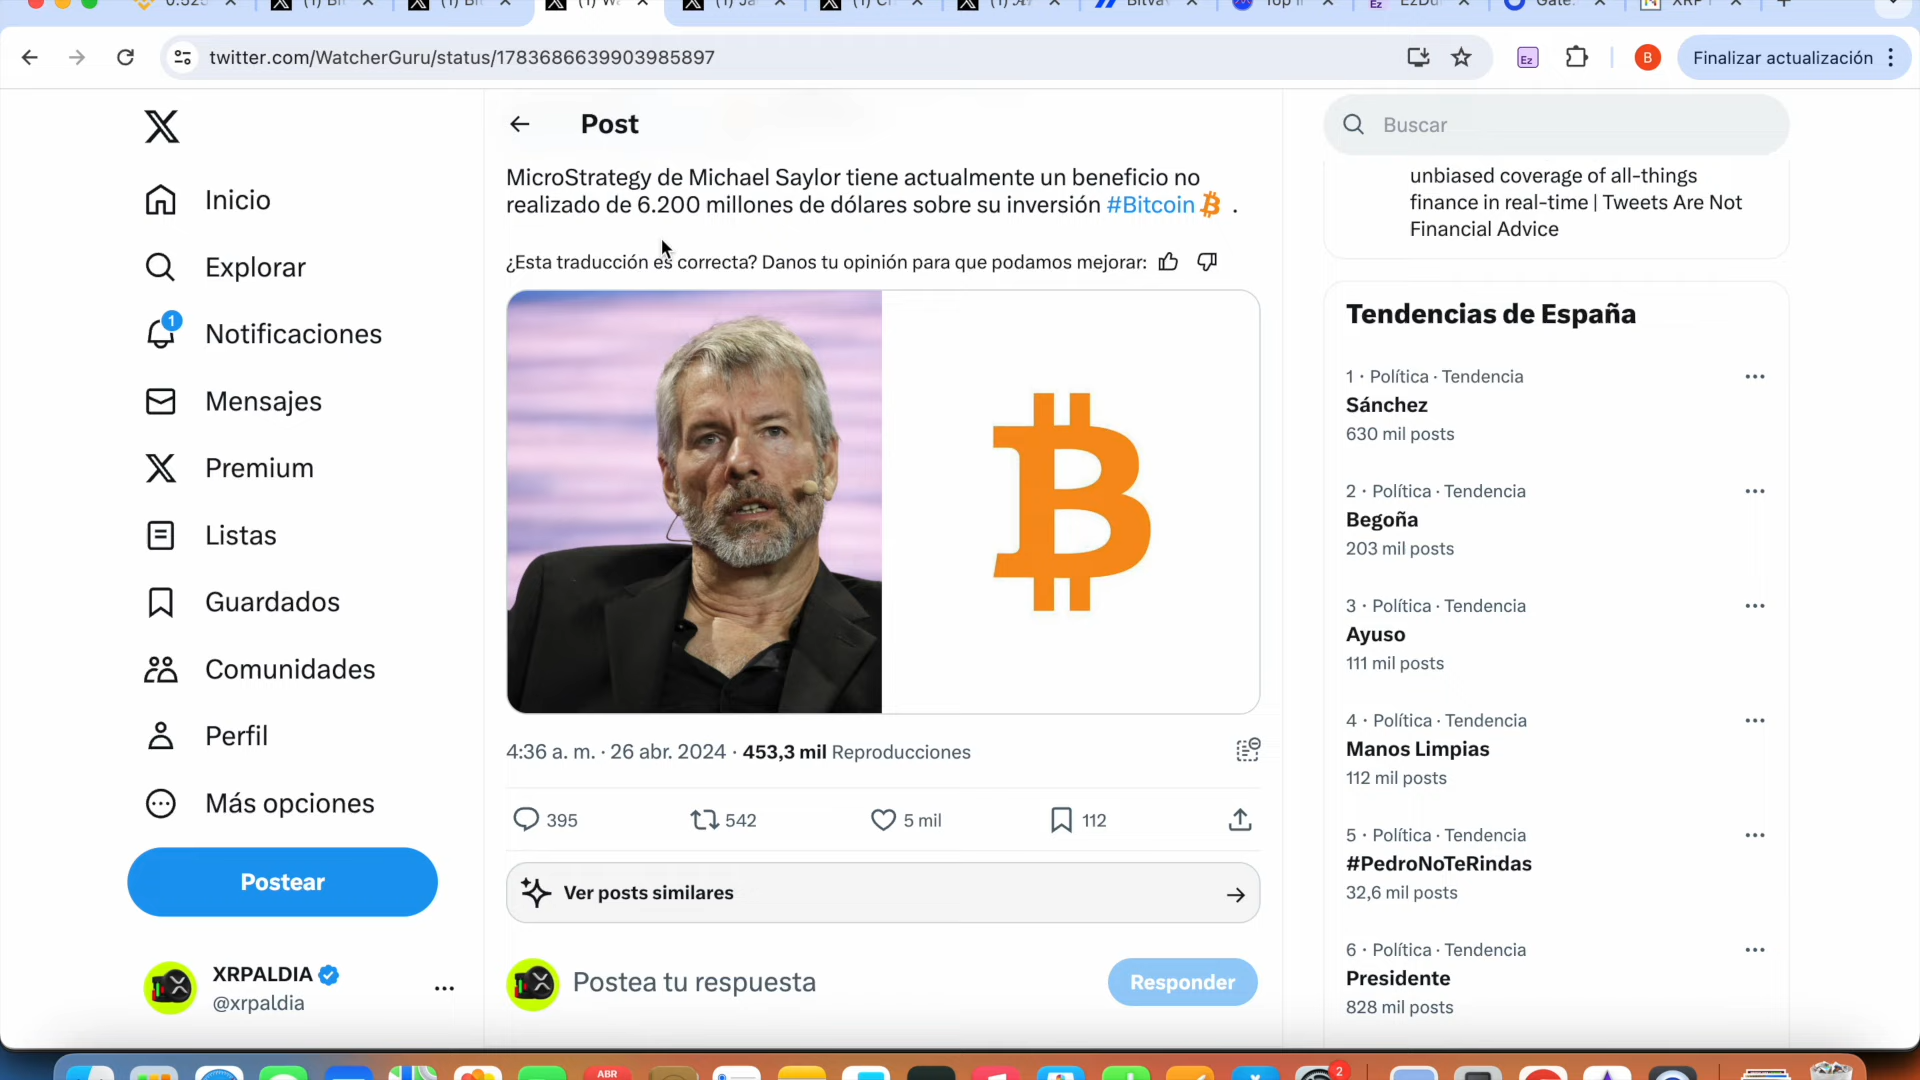 twitter.com/WatcherGuru/status/1783686639903985897
Ez
B
Finalizar actualización
Post
Buscar
MicroStrategy de Michael Saylor tiene actualmente un beneficio no
realizado de 6.200 millones de dólares sobre su inversión #Bitcoin .
¿Esta traducción es correcta? Danos tu opinión para que podamos mejorar:
Inicio
Explorar
1
Notificaciones
Mensajes
Premium
Listas
Guardados
Comunidades
Perfil
Más opciones
Postear
XRPALDIA
@xrpaldia
4:36 a. m. · 26 abr. 2024 · 453,3 mil Reproducciones
395
542
5 mil
112
Ver posts similares
Postea tu respuesta
Responder
unbiased coverage of all-things
finance in real-time | Tweets Are Not
Financial Advice
Tendencias de España
1 · Política · Tendencia
Sánchez
630 mil posts
2 · Política · Tendencia
Begoña
203 mil posts
3 · Política · Tendencia
Ayuso
111 mil posts
4 · Política · Tendencia
Manos Limpias
112 mil posts
5 · Política · Tendencia
#PedroNoTeRindas
32,6 mil posts
6 · Política · Tendencia
Presidente
828 mil posts
ABR
2